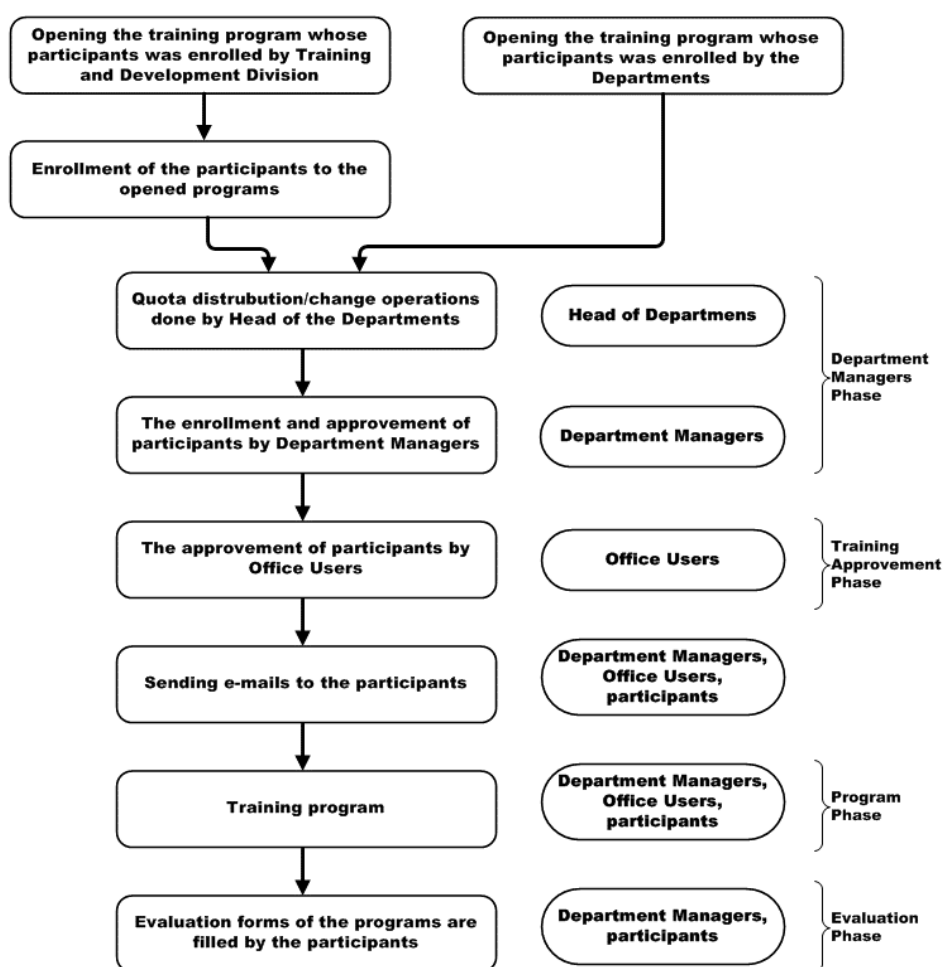 Opening the training program whose
participants was enrolled by Training
and Development Division
Opening the training program whose
participants was enrolled by the
Departments
Enrollment of the participants to the
opened programs
Quota distrubution/change operations
done by Head of the Departments
Head of Departmens
Department
Managers
Phase
The enrollment and approvement of
participants by Department Managers
Department Managers
The approvement of participants by
Office Users
Office Users
Training
Approvement
Phase
Sending e-mails to the participants
Department Managers,
Office Users,
participants
Training program
Department Managers,
Office Users,
participants
Program
Phase
Evaluation forms of the programs are
filled by the participants
Department Managers,
participants
Evaluation
Phase